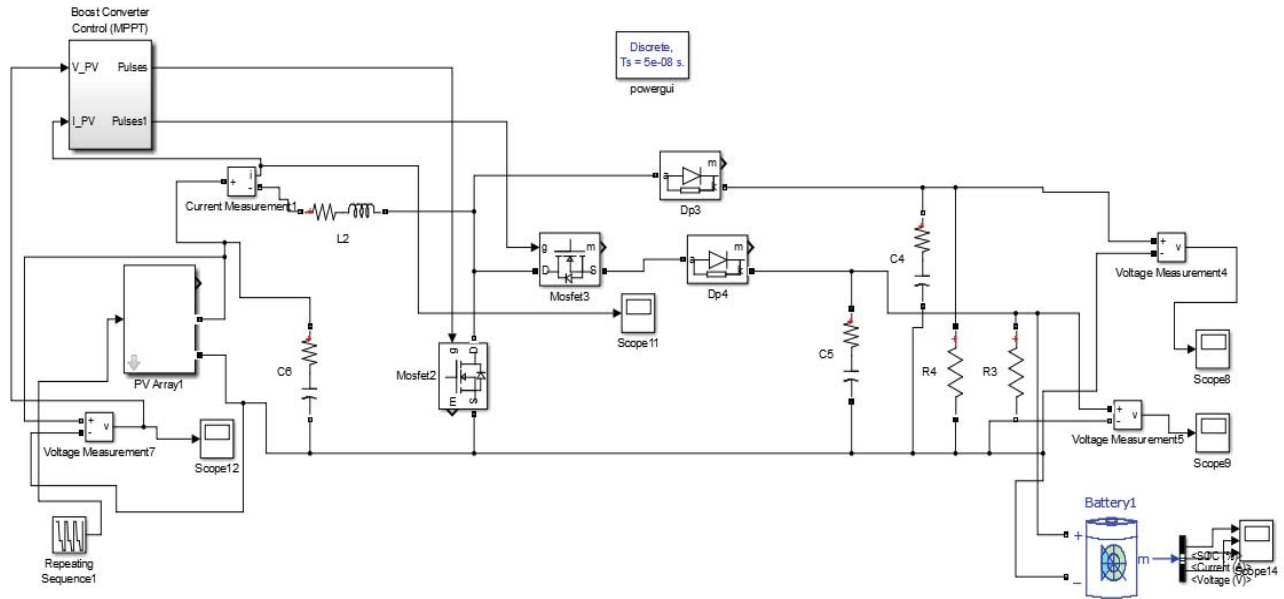 Boost Converter
Control (MPPT)
V_PV
Pulses
I_PV
Pulses1
Discrete,
Ts = 5e-08 s.
powergui
+
i
-
Current Measurement1
L2
a
m
k
Dp3
g
m
D
S
Mosfet3
a
m
k
Dp4
Scope11
C4
+
v
-
Voltage Measurement4
Scope8
PV Array1
C6
g
D
Mosfet2
E
S
C5
R4
R3
+
v
-
Voltage Measurement5
Scope9
+
v
-
Voltage Measurement7
Scope12
Repeating
Sequence1
Battery1
+
m
-
<SOC (%)>
<Current (A)>
<Voltage (V)>
Scope14